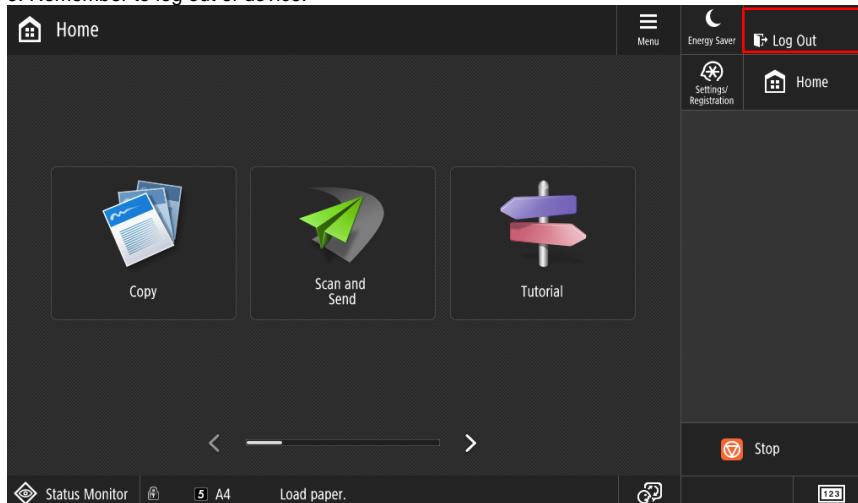 Home
Menu
Energy Saver
Log Out
Settings/
Registration
Home
Copy
Scan and
Send
Tutorial
Stop
Status Monitor
5 A4
Load paper.
123